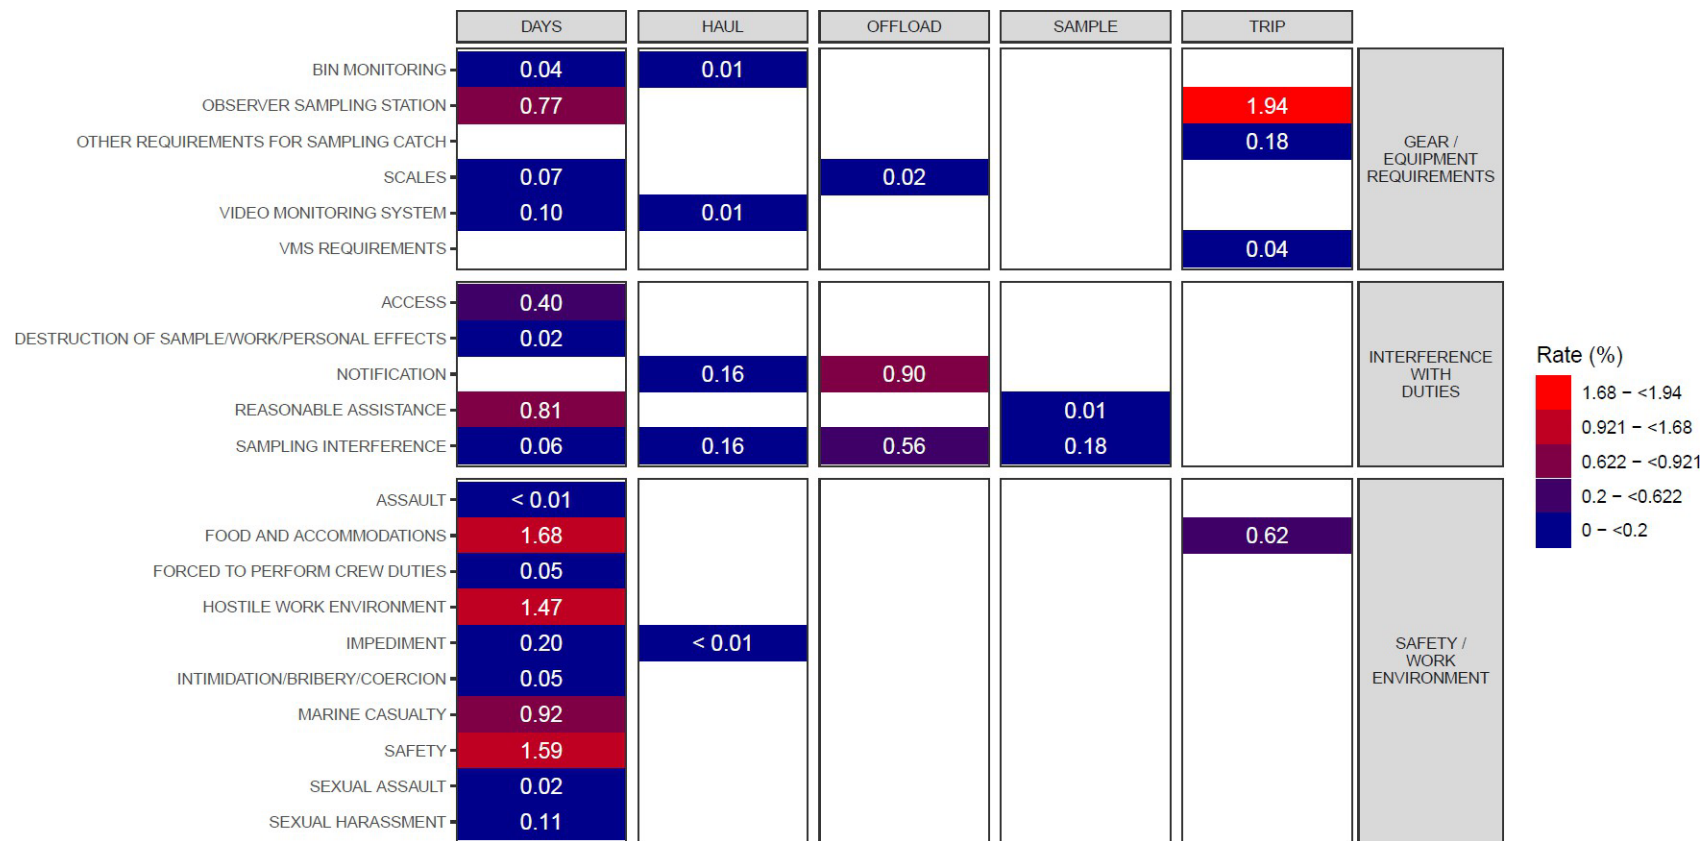 DAYS HAUL OFFLOAD SAMPLE TRIP
BIN MONITORING 0.04 0.01
OBSERVER SAMPLING STATION 0.77 1.94
OTHER REQUIREMENTS FOR SAMPLING CATCH 0.18
SCALES 0.07 0.02
VIDEO MONITORING SYSTEM 0.10 0.01
VMS REQUIREMENTS 0.04
GEAR /
EQUIPMENT
REQUIREMENTS
ACCESS 0.40
DESTRUCTION OF SAMPLE/WORK/PERSONAL EFFECTS 0.02
NOTIFICATION 0.16 0.90
REASONABLE ASSISTANCE 0.81 0.01
SAMPLING INTERFERENCE 0.06 0.16 0.56 0.18
INTERFERENCE
WITH
DUTIES
ASSAULT < 0.01
FOOD AND ACCOMMODATIONS 1.68 0.62
FORCED TO PERFORM CREW DUTIES 0.05
HOSTILE WORK ENVIRONMENT 1.47
IMPEDIMENT 0.20 < 0.01
INTIMIDATION/BRIBERY/COERCION 0.05
MARINE CASUALTY 0.92
SAFETY 1.59
SEXUAL ASSAULT 0.02
SEXUAL HARASSMENT 0.11
SAFETY /
WORK
ENVIRONMENT
Rate (%)
1.68 − <1.94
0.921 − <1.68
0.622 − <0.921
0.2 − <0.622
0 − <0.2